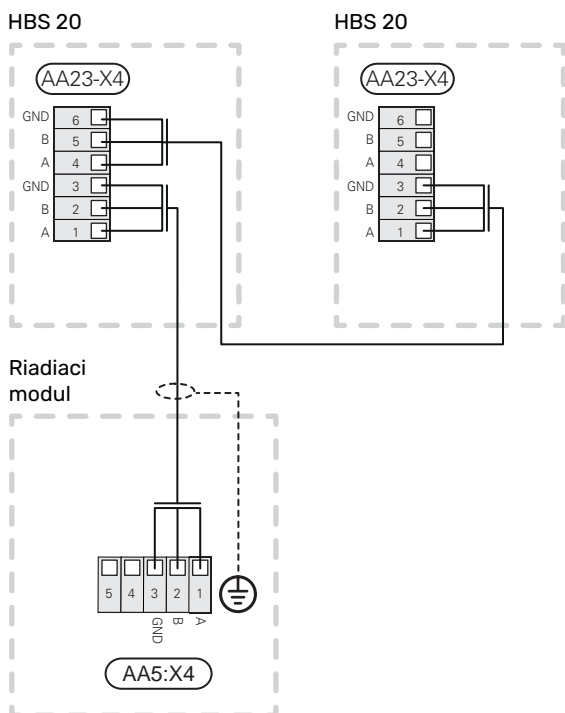 HBS 20
AA23-X4
GND 6
B 5
A 4
GND 3
B 2
A 1
HBS 20
AA23-X4
GND 6
B 5
A 4
GND 3
B 2
A 1
Riadiaci
modul
5 4 3 2 1
GND B A
AA5:X4